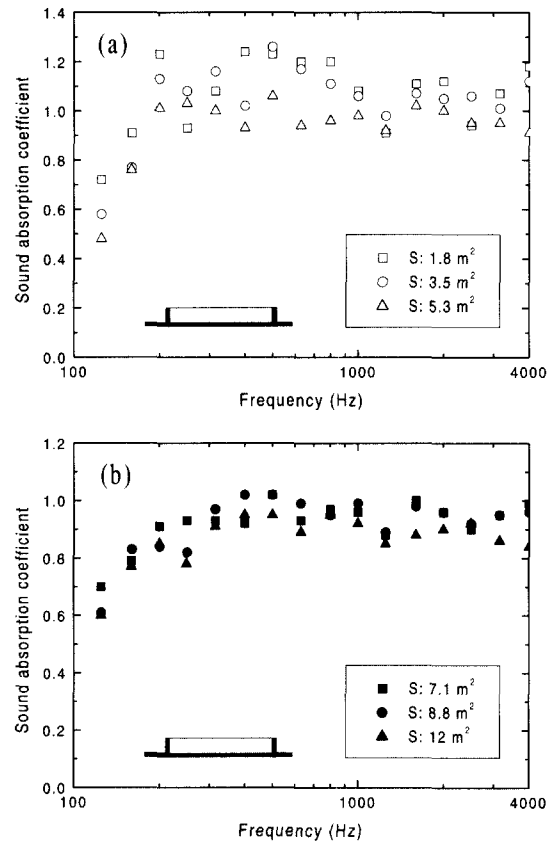 (a)
1.4
1.2
1.0
0.8
0.6
0.4
0.2
0.0
Sound absorption coefficient
S: 1.8 m²
S: 3.5 m²
S: 5.3 m²
100
1000
4000
Frequency (Hz)
(b)
1.2
1.0
0.8
0.6
0.4
0.2
0.0
Sound absorption coefficient
S: 7.1 m²
S: 8.8 m²
S: 12 m²
100
1000
4000
Frequency (Hz)